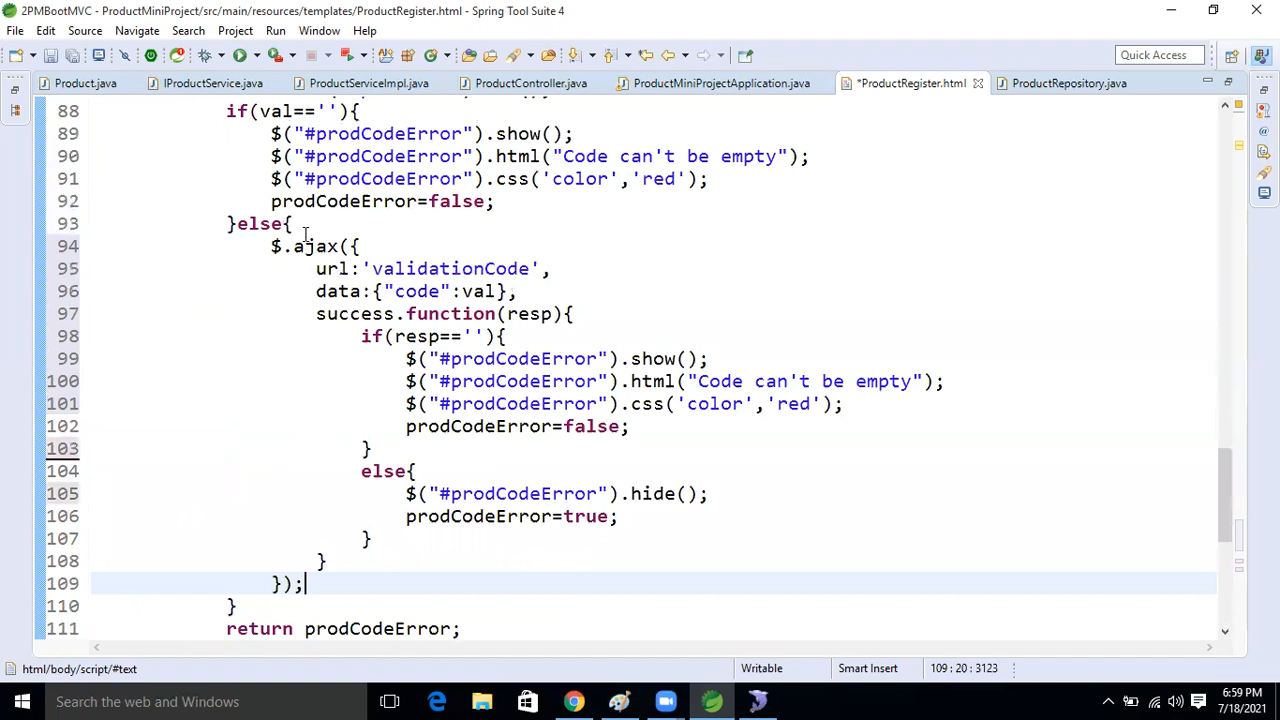 2PMBootMVC - ProductMiniProject/src/main/resources/templates/ProductRegister.html - Spring Tool Suite 4
File Edit Source Navigate Search Project Run Window Help
Quick Access
Product.java IProductService.java ProductServiceImpl.java ProductController.java ProductMiniProjectApplication.java *ProductRegister.html ProductRepository.java
88 if(val==''){
89 $("#prodCodeError").show();
90 $("#prodCodeError").html("Code can't be empty");
91 $("#prodCodeError").css('color','red');
92 prodCodeError=false;
93 }else{
94 $.ajax({
95 url:'validationCode',
96 data:{"code":val},
97 success.function(resp){
98 if(resp==''){
99 $("#prodCodeError").show();
100 $("#prodCodeError").html("Code can't be empty");
101 $("#prodCodeError").css('color','red');
102 prodCodeError=false;
103 }
104 else{
105 $("#prodCodeError").hide();
106 prodCodeError=true;
107 }
108 }
109 });
110 }
111 return prodCodeError;
html/body/script/#text Writable Smart Insert 109 : 20 : 3123
Search the web and Windows
6:59 PM
7/18/2021